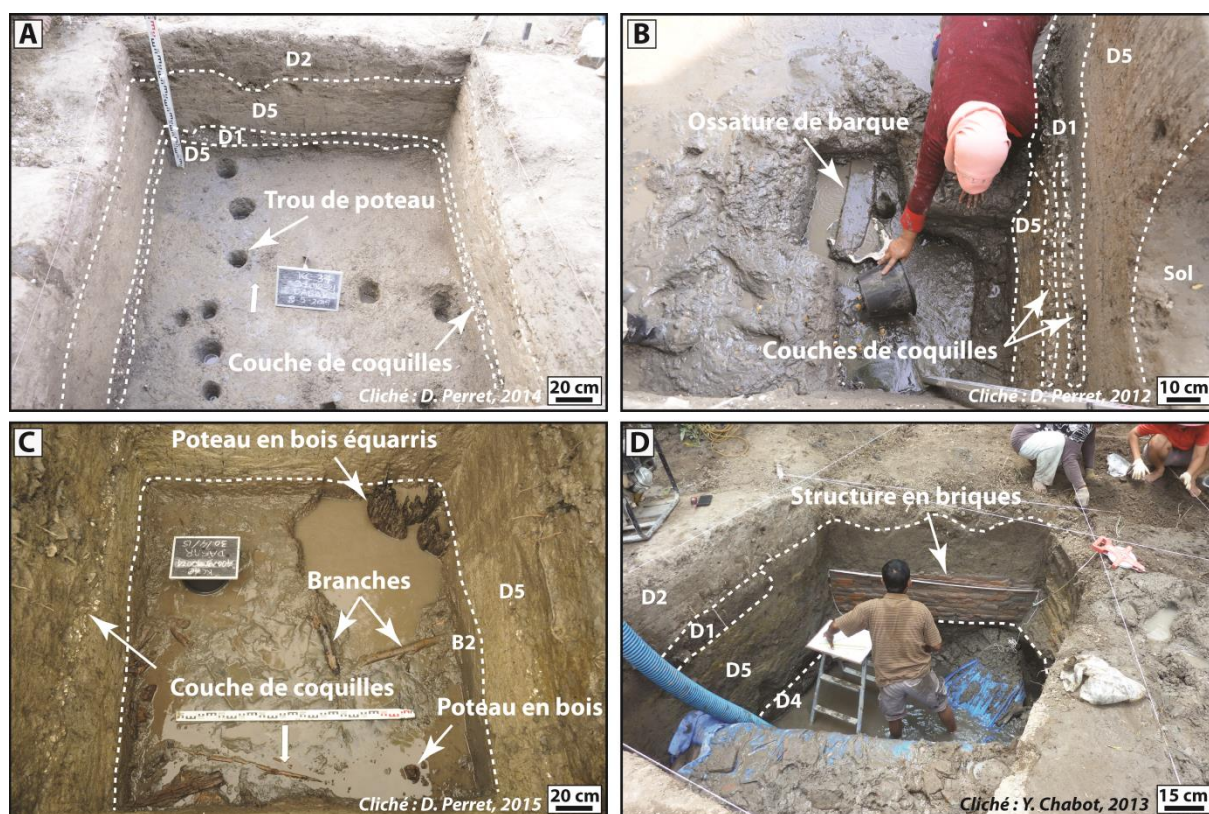 A
D2
D5
D1
D5
Trou de poteau
Couche de coquilles
Cliché : D. Perret, 2014
20 cm
B
D5
Ossature de barque
D1
D5
Sol
Couches de coquilles
Cliché : D. Perret, 2012
10 cm
C
Poteau en bois équarris
Branches
D5
B2
Couche de coquilles
Poteau en bois
Cliché : D. Perret, 2015
20 cm
D
Structure en briques
D2
D1
D5
D4
Cliché : Y. Chabot, 2013
15 cm